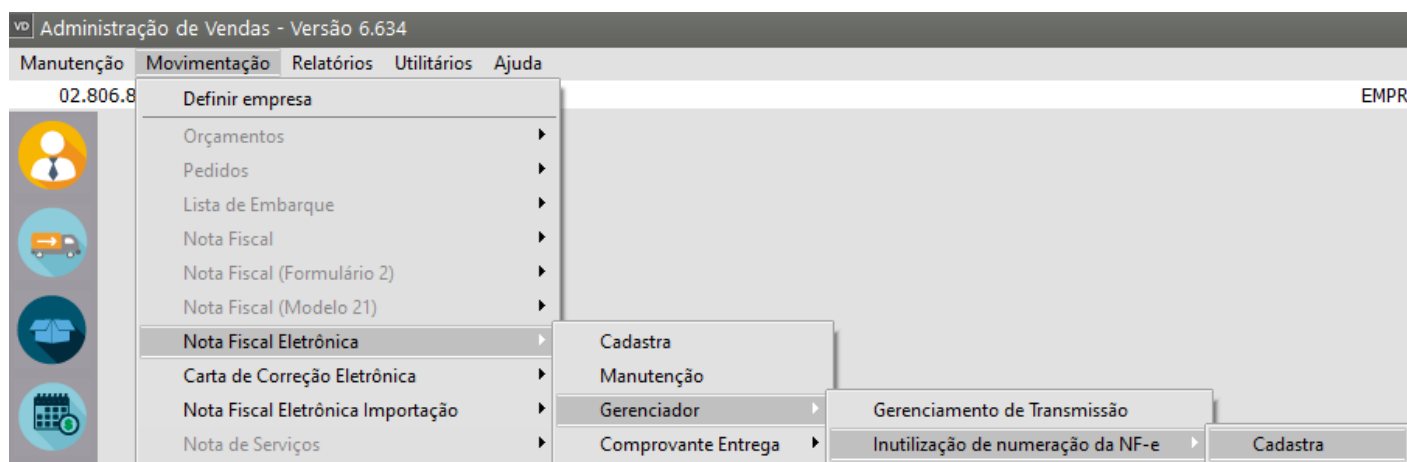 VD Administração de Vendas - Versão 6.634
Manutenção Movimentação Relatórios Utilitários Ajuda
02.806.8 EMPR
Definir empresa
Orçamentos
Pedidos
Lista de Embarque
Nota Fiscal
Nota Fiscal (Formulário 2)
Nota Fiscal (Modelo 21)
Nota Fiscal Eletrônica Cadastra
Carta de Correção Eletrônica Manutenção
Nota Fiscal Eletrônica Importação Gerenciador Gerenciamento de Transmissão
Nota de Serviços Comprovante Entrega Inutilização de numeração da NF-e Cadastra